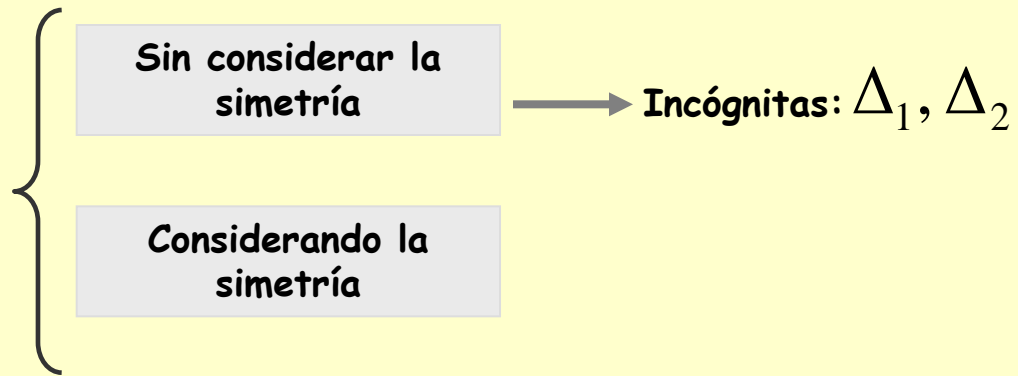 Sin considerar la
simetría
Incógnitas: Δ₁, Δ₂
Considerando la
simetría